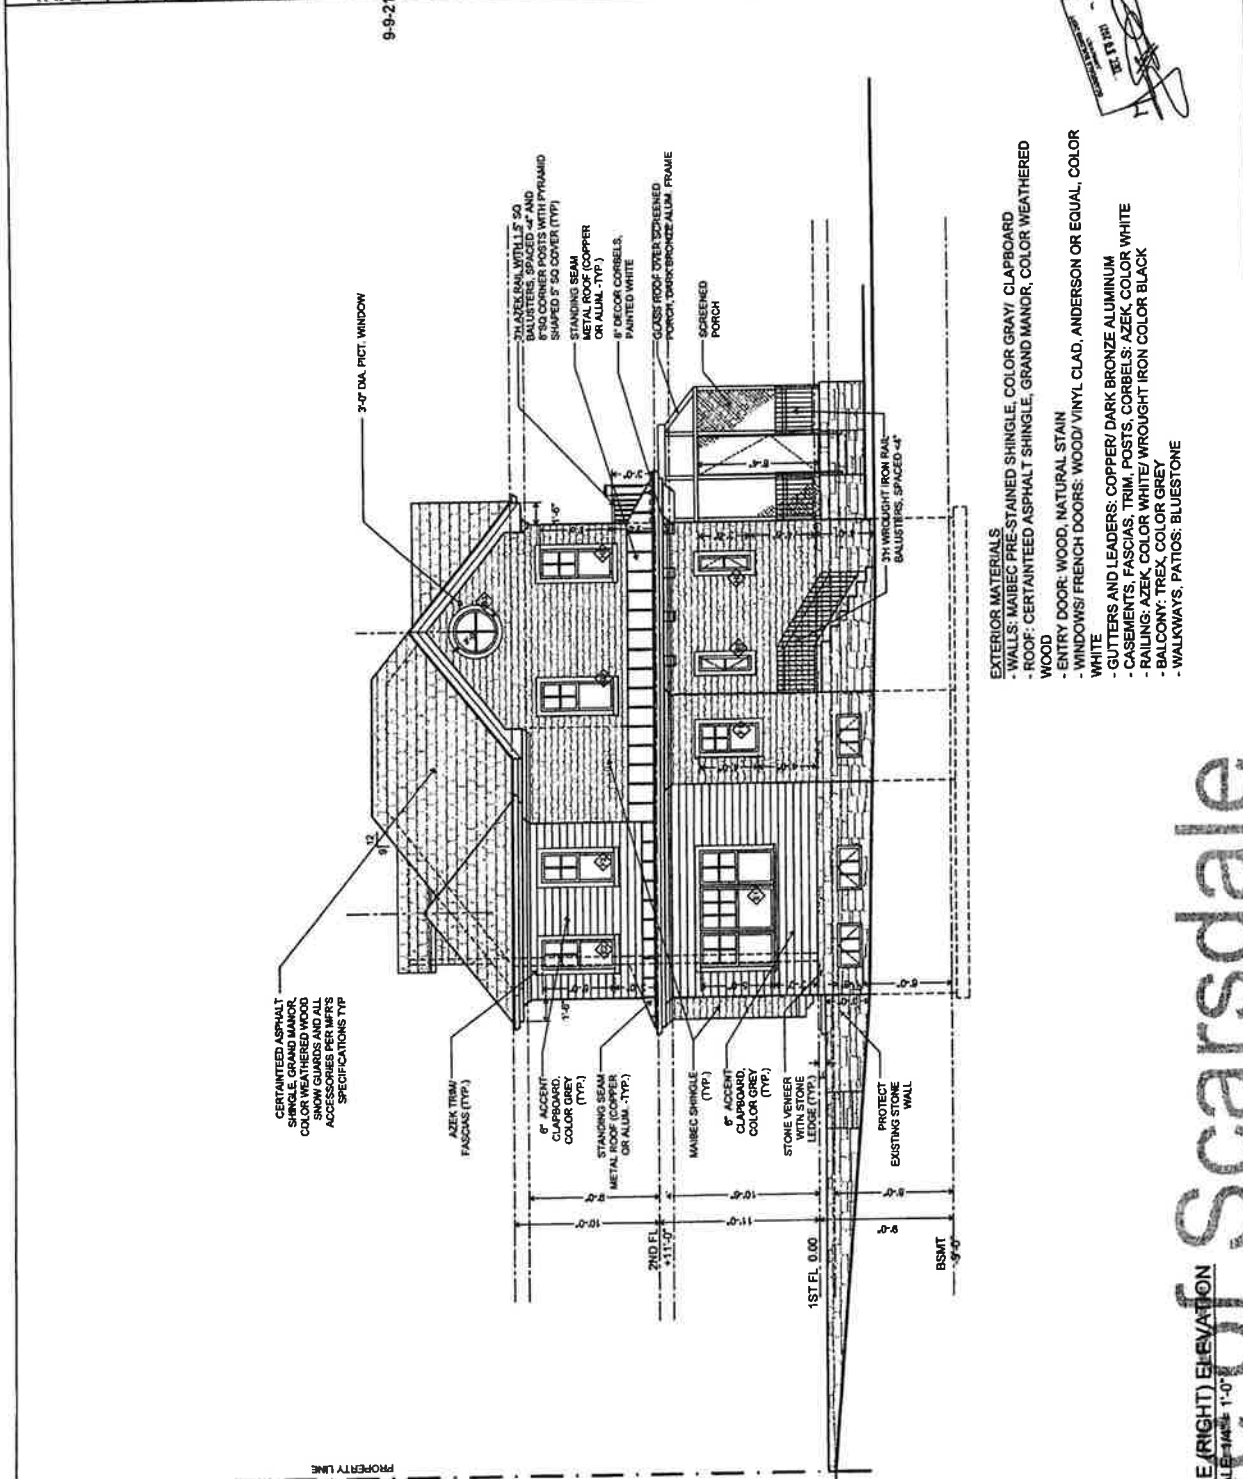 9-9-21
3'-0" DIA. PICT. WINDOW
3'H AZEK RAIL WITH 1.5" SQ
BALUSTERS, SPACED <4" AND
8"SQ CORNER POSTS WITH PYRAMID
SHAPED 5" SQ COVER (TYP)
STANDING SEAM
METAL ROOF (COPPER
OR ALUM. -TYP.)
8" DECOR CORBELS,
PAINTED WHITE
GLASS ROOF OVER SCREENED
PORCH, DARK BRONZE ALUM. FRAME
SCREENED
PORCH
3'H WROUGHT IRON RAIL
BALUSTERS, SPACED <4"
12
9
CERTAINTEED ASPHALT
SHINGLE, GRAND MANOR,
COLOR WEATHERED WOOD
SNOW GUARDS AND ALL
ACCESSORIES PER MFR'S
SPECIFICATIONS TYP
AZEK TRIM/
FASCIAS (TYP.)
6" ACCENT
CLAPBOARD,
COLOR GREY
(TYP.)
STANDING SEAM
METAL ROOF (COPPER
OR ALUM. -TYP.)
MAIBEC SHINGLE
(TYP.)
6" ACCENT
CLAPBOARD,
COLOR GREY
(TYP.)
STONE VENEER
WITH STONE
LEDGE (TYP.)
PROTECT
EXISTING STONE
WALL
1'-6"
1'-6"
3'-0"
8'-4"
9'-0"
10'-0"
10'-6"
11'-0"
8'-0"
9'-0"
2ND FL
+11'-0"
1ST FL 0.00
BSMT
-9'-0"
PROPERTY LINE
EXTERIOR MATERIALS
- WALLS: MAIBEC PRE-STAINED SHINGLE, COLOR GRAY/ CLAPBOARD
- ROOF: CERTAINTEED ASPHALT SHINGLE, GRAND MANOR, COLOR WEATHERED
WOOD
- ENTRY DOOR: WOOD, NATURAL STAIN
- WINDOWS/ FRENCH DOORS: WOOD/ VINYL CLAD, ANDERSON OR EQUAL, COLOR
WHITE
- GUTTERS AND LEADERS: COPPER/ DARK BRONZE ALUMINUM
- CASEMENTS, FASCIAS, TRIM, POSTS, CORBELS: AZEK, COLOR WHITE
- RAILING: AZEK, COLOR WHITE/ WROUGHT IRON COLOR BLACK
- BALCONY: TREX, COLOR GREY
- WALKWAYS, PATIOS: BLUESTONE
(RIGHT) ELEVATION
1/4" = 1'-0"
of Scarsdale